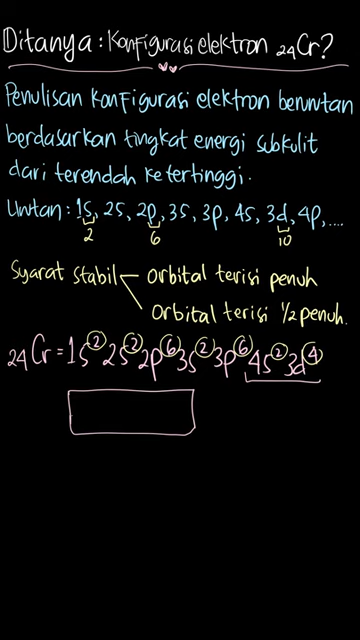 Ditanya : Konfigurasi elektron ₂₄Cr?
Penulisan konfigurasi elektron berurutan
berdasarkan tingkat energi subkulit
dari terendah ke tertinggi.
Urutan : 1s, 2s, 2p, 3s, 3p, 4s, 3d, 4p, ....
2 6 10
Syarat stabil orbital terisi penuh
Orbital terisi 1/2 penuh.
₂₄Cr = 1s² 2s² 2p⁶ 3s² 3p⁶ 4s² 3d⁴